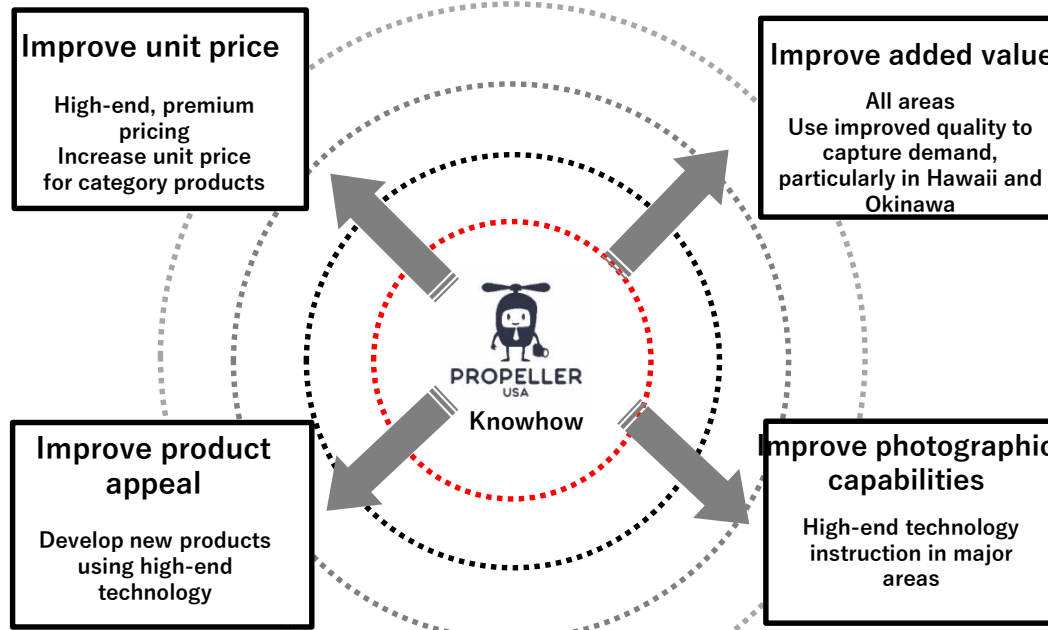 Improve unit price
High-end, premium
pricing
Increase unit price
for category products
Improve added value
All areas
Use improved quality to
capture demand,
particularly in Hawaii and
Okinawa
PROPELLER
USA
Knowhow
Improve product
appeal
Develop new products
using high-end
technology
Improve photographic
capabilities
High-end technology
instruction in major
areas